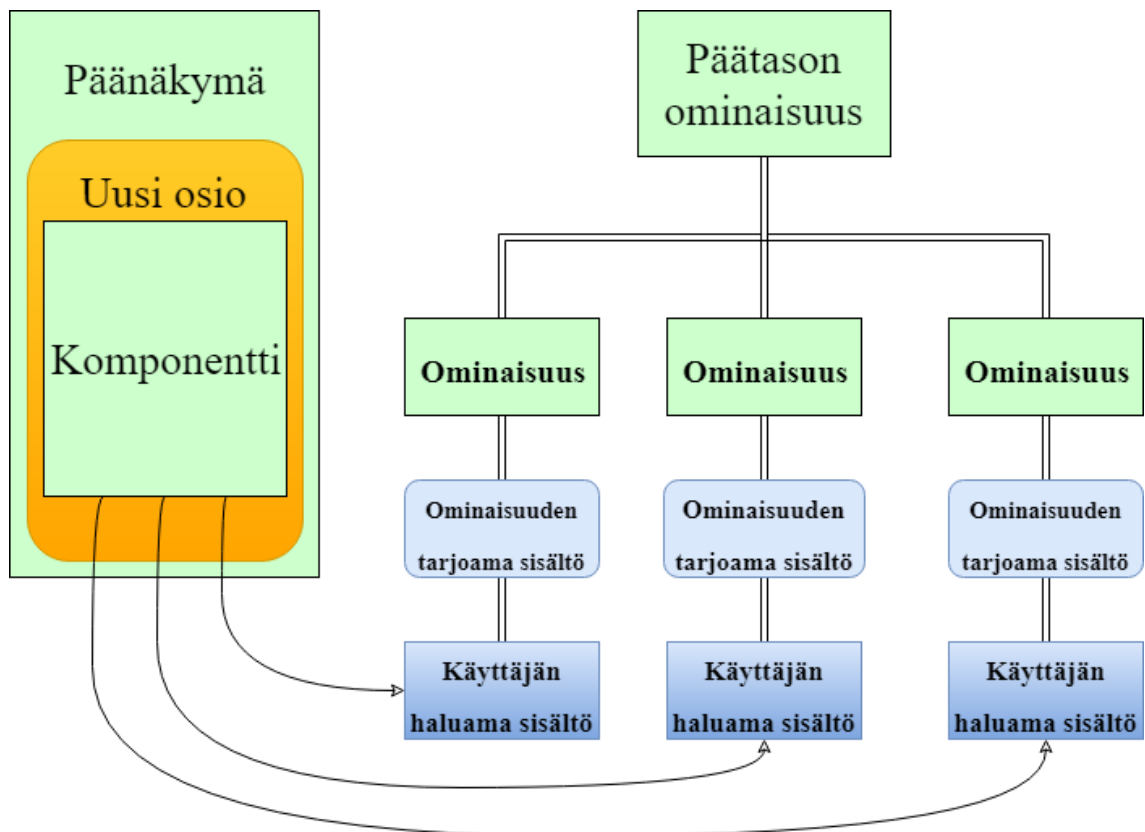 Päänäkymä
Uusi osio
Komponentti
Päätason
ominaisuus
Ominaisuus
Ominaisuus
Ominaisuus
Ominaisuuden
tarjoama sisältö
Ominaisuuden
tarjoama sisältö
Ominaisuuden
tarjoama sisältö
Käyttäjän
haluama sisältö
Käyttäjän
haluama sisältö
Käyttäjän
haluama sisältö